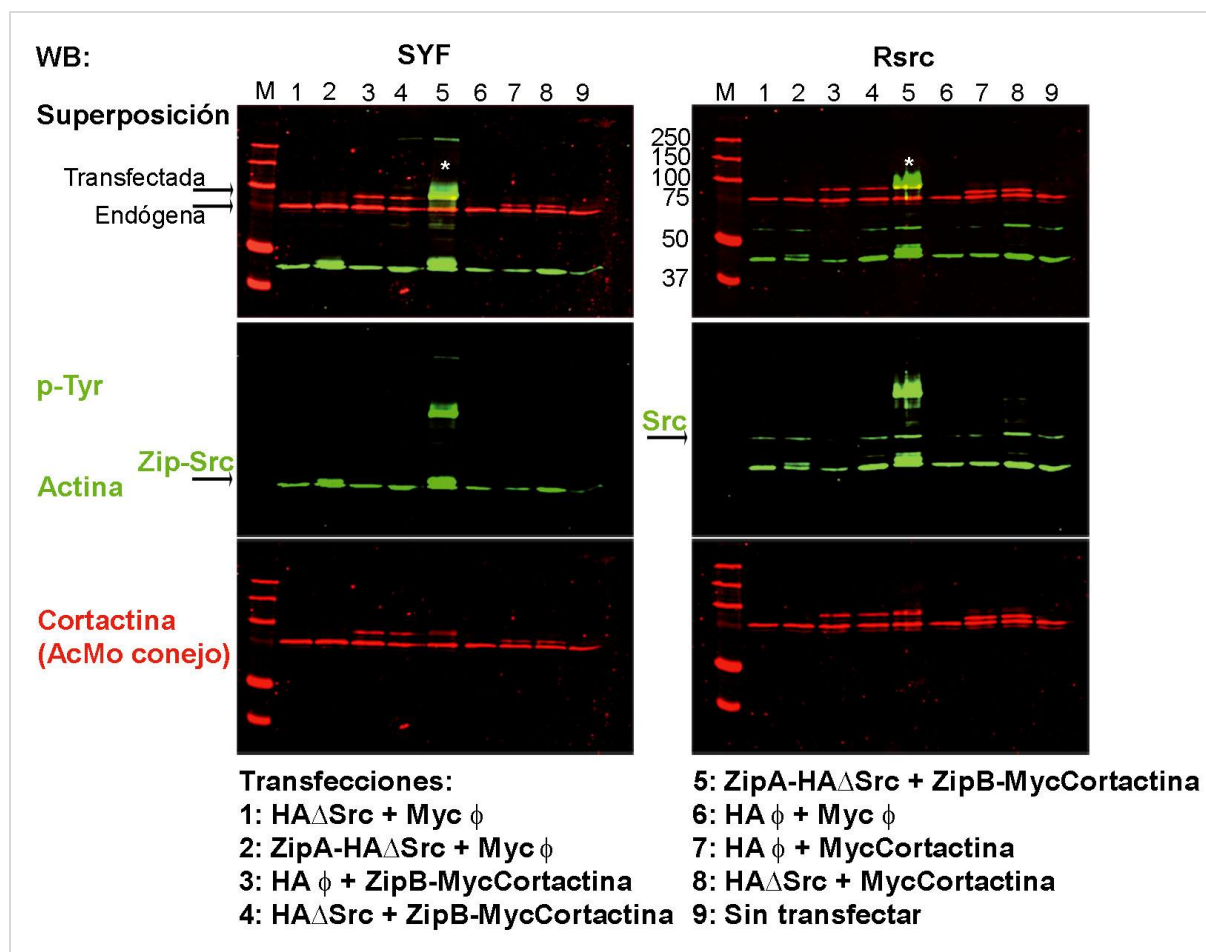 WB:
SYF
Rsrc
M 1 2 3 4 5 6 7 8 9
M 1 2 3 4 5 6 7 8 9
Superposición
*
*
Transfectada
Endógena
250
150
100
75
50
37
p-Tyr
Zip-Src
Actina
Src
Cortactina
(AcMo conejo)
Transfecciones:
1: HAΔSrc + Myc ϕ
2: ZipA-HAΔSrc + Myc ϕ
3: HA ϕ + ZipB-MycCortactina
4: HAΔSrc + ZipB-MycCortactina
5: ZipA-HAΔSrc + ZipB-MycCortactina
6: HA ϕ + Myc ϕ
7: HA ϕ + MycCortactina
8: HAΔSrc + MycCortactina
9: Sin transfectar